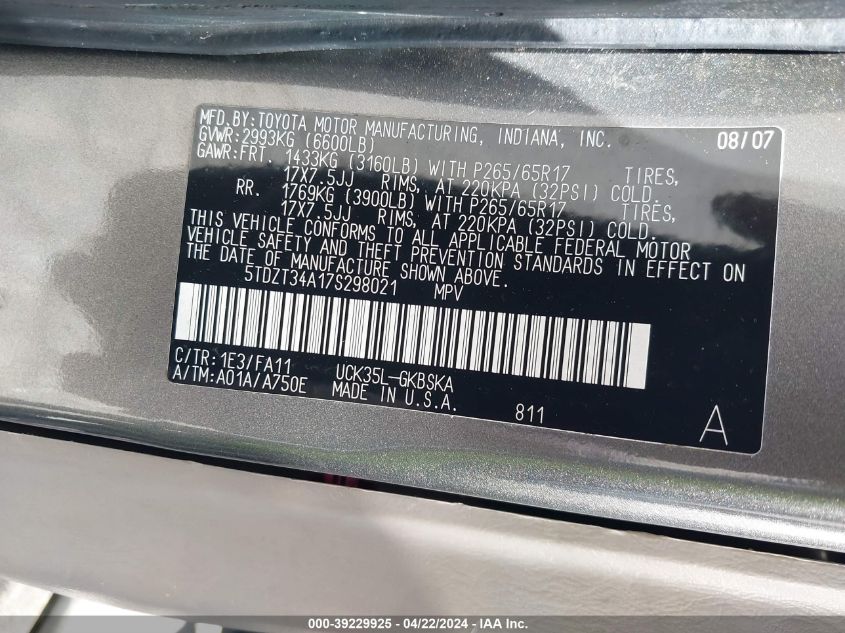 MFD.BY:TOYOTA MOTOR MANUFACTURING, INDIANA, INC. 08/07
GVWR:2993KG (6600LB)
GAWR:FRT. 1433KG (3160LB) WITH P265/65R17 TIRES,
17X7.5JJ RIMS, AT 220KPA (32PSI) COLD.
RR. 1769KG (3900LB) WITH P265/65R17 TIRES,
17X7.5JJ RIMS, AT 220KPA (32PSI) COLD.
THIS VEHICLE CONFORMS TO ALL APPLICABLE FEDERAL MOTOR
VEHICLE SAFETY AND THEFT PREVENTION STANDARDS IN EFFECT ON
THE DATE OF MANUFACTURE SHOWN ABOVE.
5TDZT34A17S298021 MPV
C/TR:1E3/FA11 UCK35L-GKBSKA
A/TM:A01A/A750E MADE IN U.S.A. 811 A
000-39229925 - 04/22/2024 - IAA Inc.